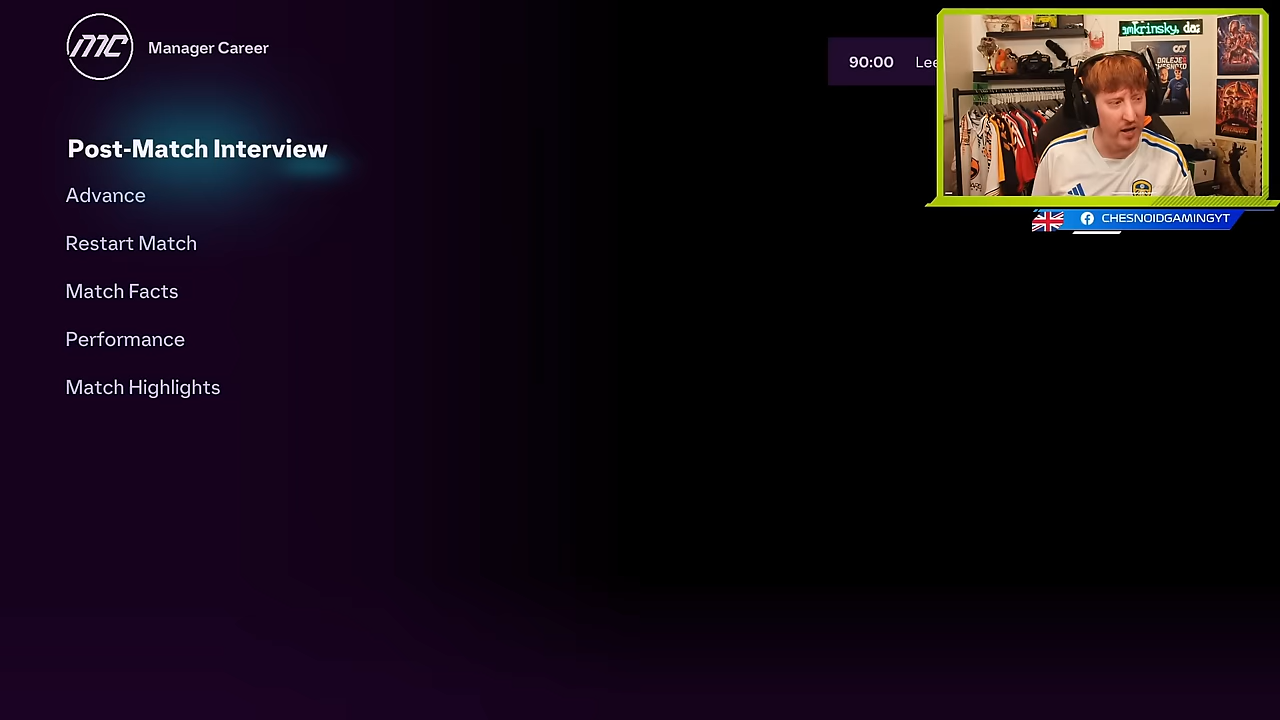 MC
Manager Career
90:00 Lee
Post-Match Interview
Advance
Restart Match
Match Facts
Performance
Match Highlights
CHESNOIDGAMINGYT